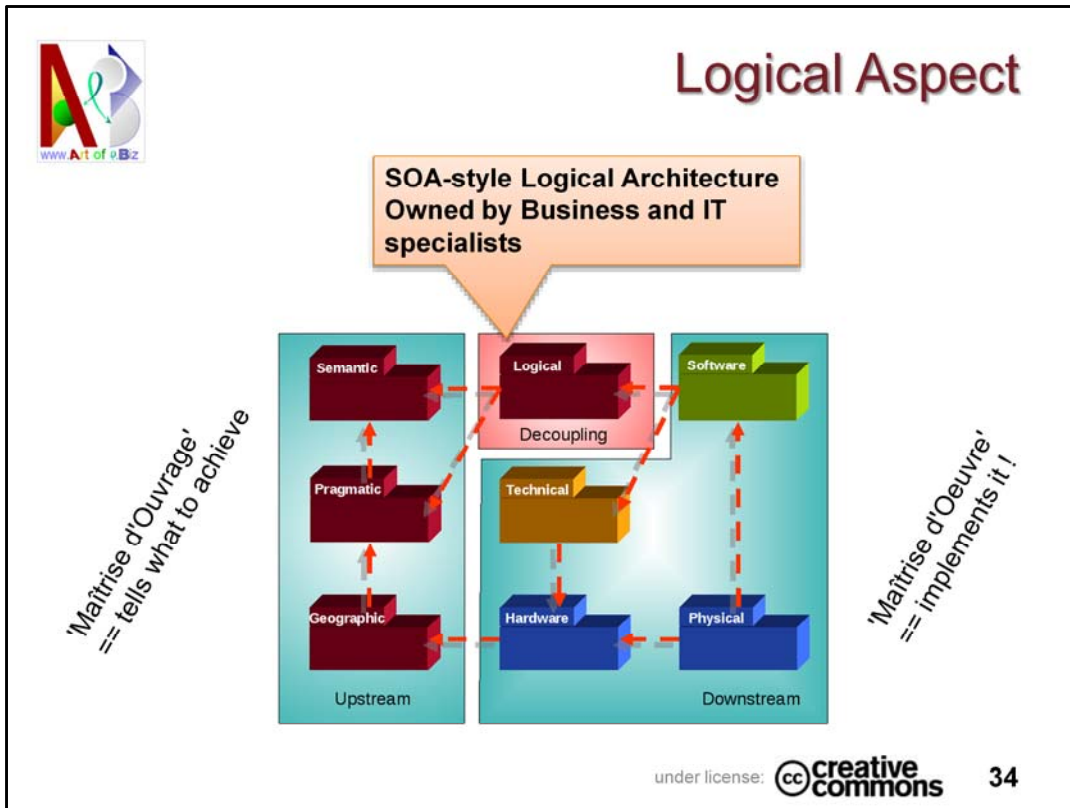 Logical Aspect
www.Art of e.Biz
SOA-style Logical Architecture
Owned by Business and IT
specialists
Semantic
Logical
Software
Decoupling
Pragmatic
Technical
Geographic
Hardware
Physical
Upstream
Downstream
'Maîtrise d'Ouvrage'
== tells what to achieve
'Maîtrise d'Oeuvre'
== implements it !
under license:
cc creative
commons
34